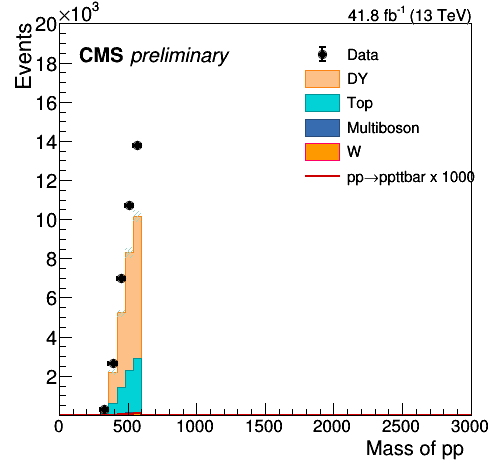 ×10³
41.8 fb⁻¹ (13 TeV)
Events
CMS preliminary
Data
DY
Top
Multiboson
W
pp→ppttbar x 1000
20
18
16
14
12
10
8
6
4
2
0 500 1000 1500 2000 2500 3000
Mass of pp